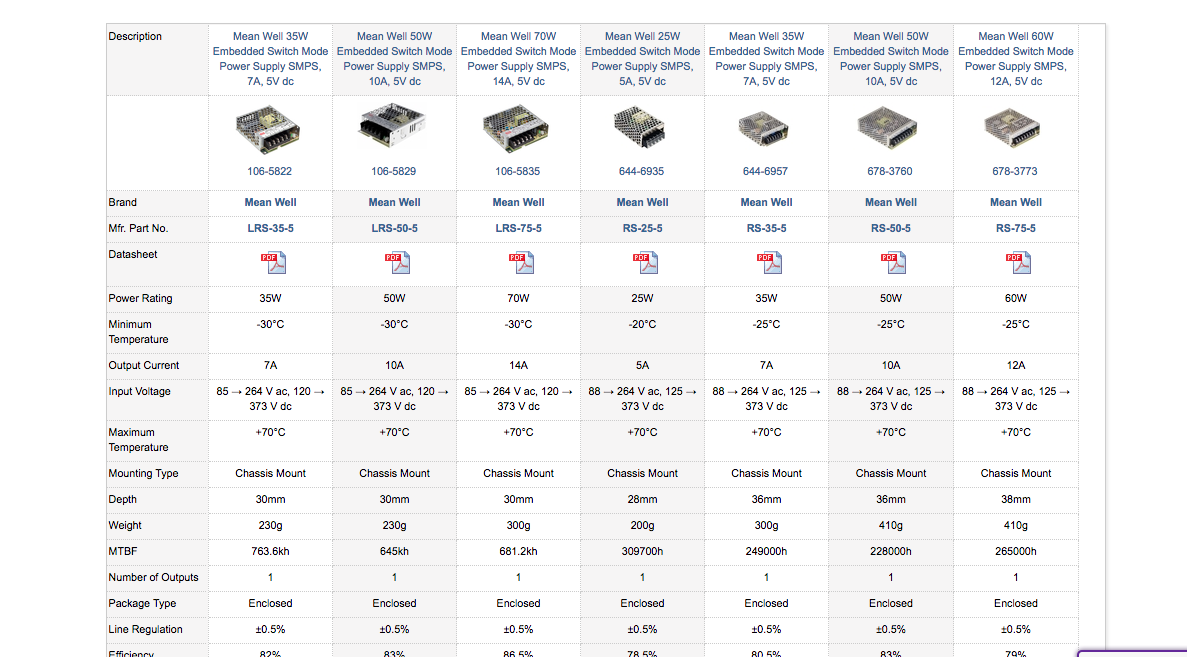 Description
Mean Well 35W
Embedded Switch Mode
Power Supply SMPS,
7A, 5V dc
Mean Well 50W
Embedded Switch Mode
Power Supply SMPS,
10A, 5V dc
Mean Well 70W
Embedded Switch Mode
Power Supply SMPS,
14A, 5V dc
Mean Well 25W
Embedded Switch Mode
Power Supply SMPS,
5A, 5V dc
Mean Well 35W
Embedded Switch Mode
Power Supply SMPS,
7A, 5V dc
Mean Well 50W
Embedded Switch Mode
Power Supply SMPS,
10A, 5V dc
Mean Well 60W
Embedded Switch Mode
Power Supply SMPS,
12A, 5V dc
106-5822 106-5829 106-5835 644-6935 644-6957 678-3760 678-3773
Brand Mean Well Mean Well Mean Well Mean Well Mean Well Mean Well Mean Well
Mfr. Part No. LRS-35-5 LRS-50-5 LRS-75-5 RS-25-5 RS-35-5 RS-50-5 RS-75-5
Datasheet PDF PDF PDF PDF PDF PDF PDF
Power Rating 35W 50W 70W 25W 35W 50W 60W
Minimum
Temperature
-30°C -30°C -30°C -20°C -25°C -25°C -25°C
Output Current 7A 10A 14A 5A 7A 10A 12A
Input Voltage
85 → 264 V ac, 120 →
373 V dc
85 → 264 V ac, 120 →
373 V dc
85 → 264 V ac, 120 →
373 V dc
88 → 264 V ac, 125 →
373 V dc
88 → 264 V ac, 125 →
373 V dc
88 → 264 V ac, 125 →
373 V dc
88 → 264 V ac, 125 →
373 V dc
Maximum
Temperature
+70°C +70°C +70°C +70°C +70°C +70°C +70°C
Mounting Type Chassis Mount Chassis Mount Chassis Mount Chassis Mount Chassis Mount Chassis Mount Chassis Mount
Depth 30mm 30mm 30mm 28mm 36mm 36mm 38mm
Weight 230g 230g 300g 200g 300g 410g 410g
MTBF 763.6kh 645kh 681.2kh 309700h 249000h 228000h 265000h
Number of Outputs 1 1 1 1 1 1 1
Package Type Enclosed Enclosed Enclosed Enclosed Enclosed Enclosed Enclosed
Line Regulation ±0.5% ±0.5% ±0.5% ±0.5% ±0.5% ±0.5% ±0.5%
Efficiency 82% 83% 86.5% 78.5% 80.5% 83% 79%